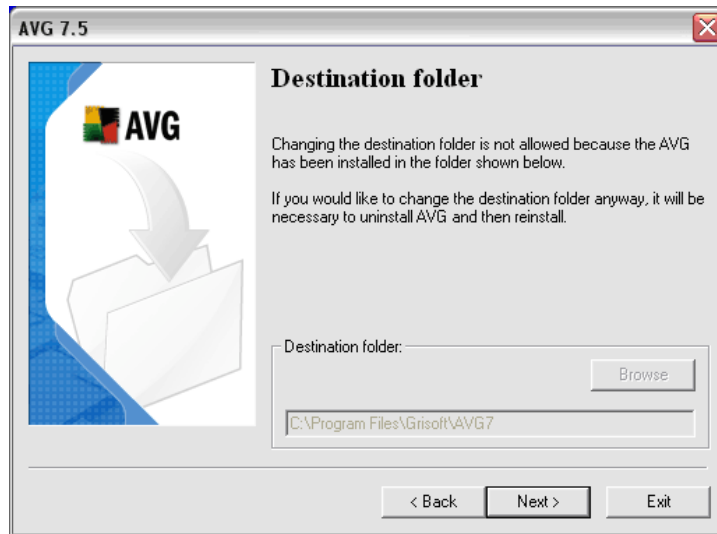 AVG 7.5
AVG
Destination folder
Changing the destination folder is not allowed because the AVG
has been installed in the folder shown below.
If you would like to change the destination folder anyway, it will be
necessary to uninstall AVG and then reinstall.
Destination folder:
Browse
C:\Program Files\Grisoft\AVG7
< Back
Next >
Exit